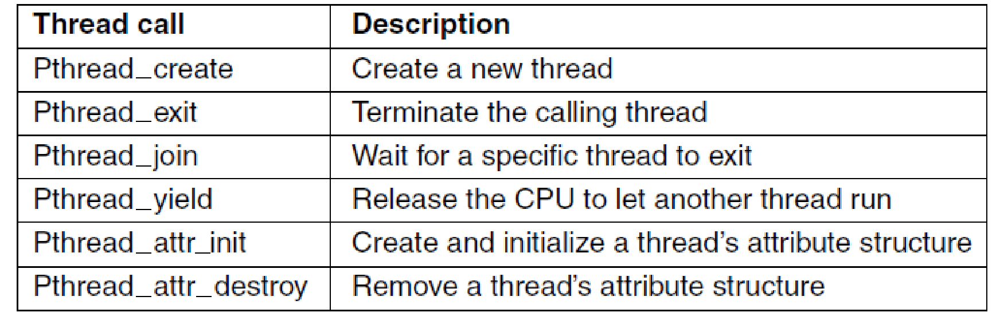 Thread call Description
Pthread_create Create a new thread
Pthread_exit Terminate the calling thread
Pthread_join Wait for a specific thread to exit
Pthread_yield Release the CPU to let another thread run
Pthread_attr_init Create and initialize a thread’s attribute structure
Pthread_attr_destroy Remove a thread’s attribute structure